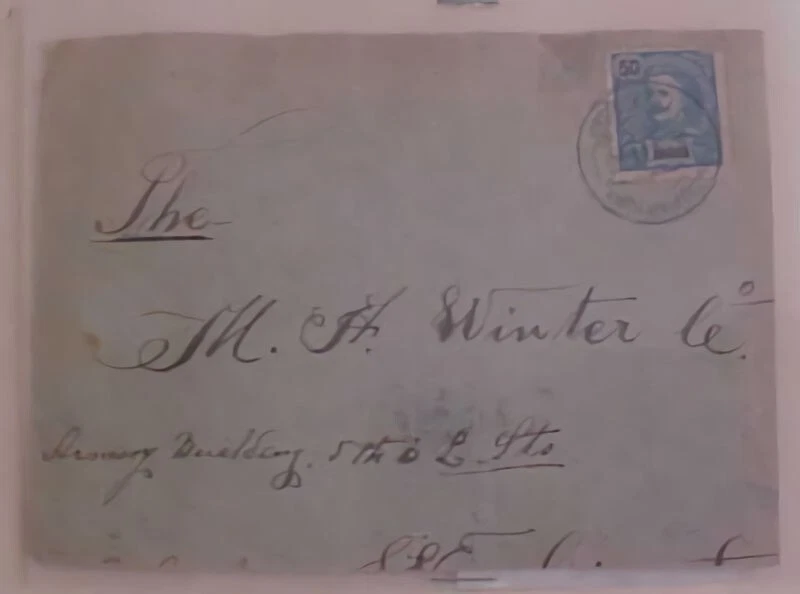 50
The
M. H. Winter Co.
Armory Building. 5th & L Sts